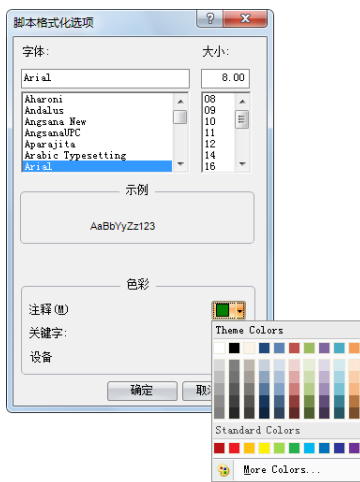 脚本格式化选项
字体:
大小:
Arial
8.00
Aharoni
Andalus
Angsana New
AngsanaUPC
Aparajita
Arabic Typesetting
Arial
08
09
10
11
12
14
16
示例
AaBbYyZz123
色彩
注释(M)
关键字:
设备
确定
取
Theme Colors
Standard Colors
More Colors...